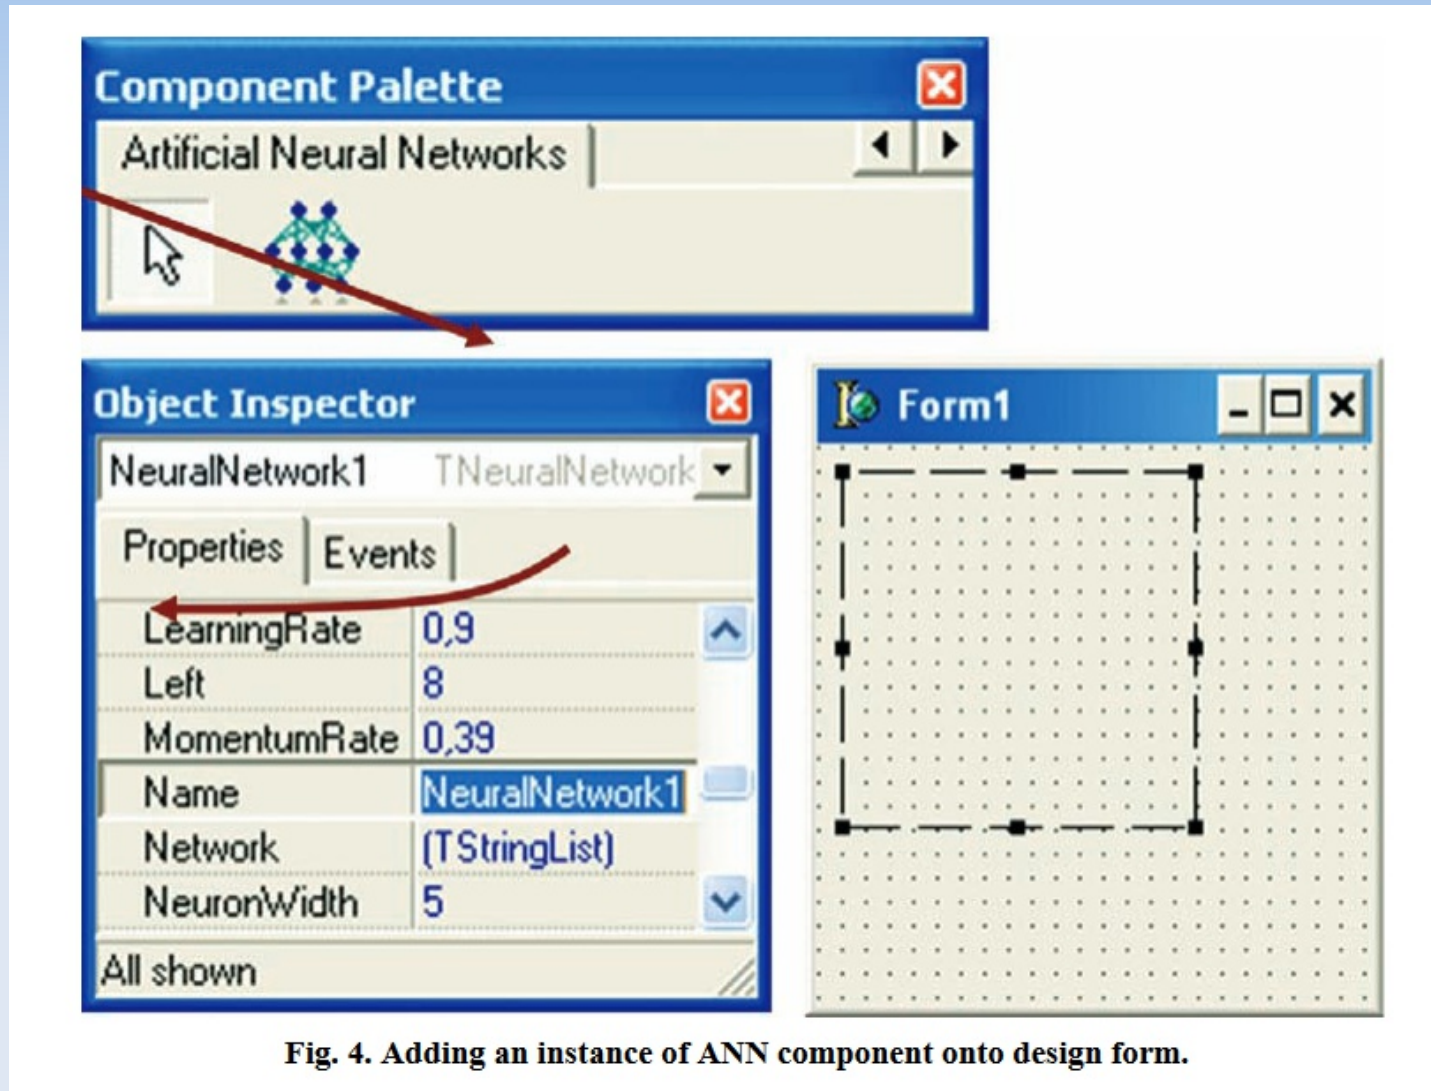 Component Palette
Artificial Neural Networks
Object Inspector
NeuralNetwork1 TNeuralNetwork
Properties Events
LearningRate 0,9
Left 8
MomentumRate 0,39
Name NeuralNetwork1
Network (TStringList)
NeuronWidth 5
All shown
Form1
Fig. 4. Adding an instance of ANN component onto design form.